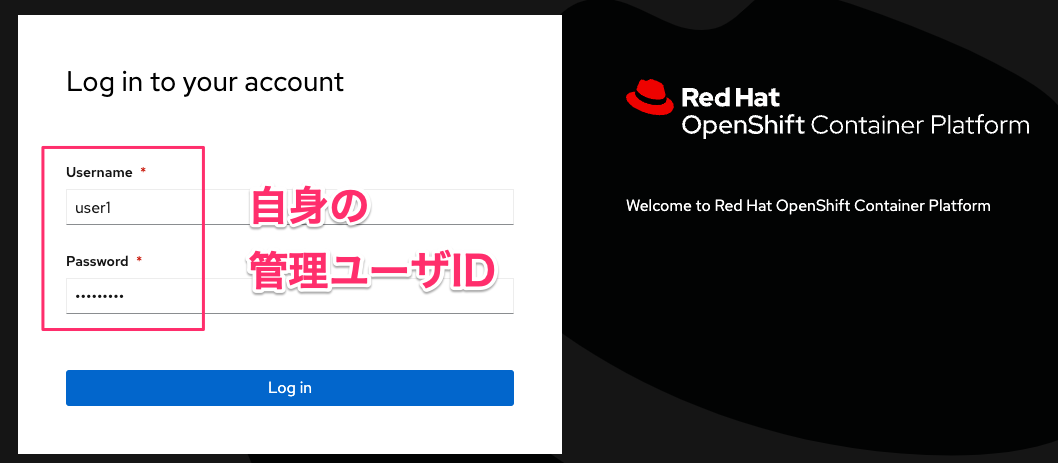 Log in to your account
Username *
user1
自身の
Password *
管理ユーザID
•••••••••
Log in
Red Hat
OpenShift Container Platform
Welcome to Red Hat OpenShift Container Platform